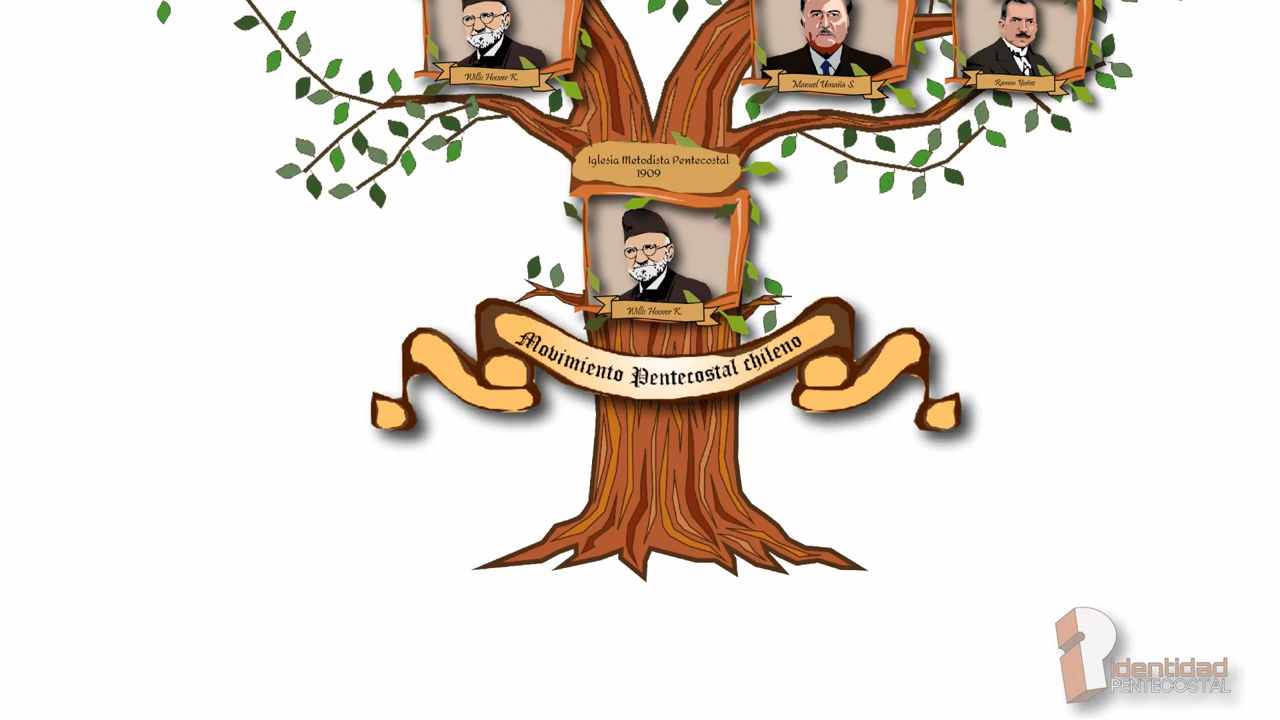 Willis Hoover K.
Manuel Umaña S.
Ramon Yañez
Iglesia Metodista Pentecostal
1909
Willis Hoover K.
Movimiento Pentecostal chileno
identidad
PENTECOSTAL